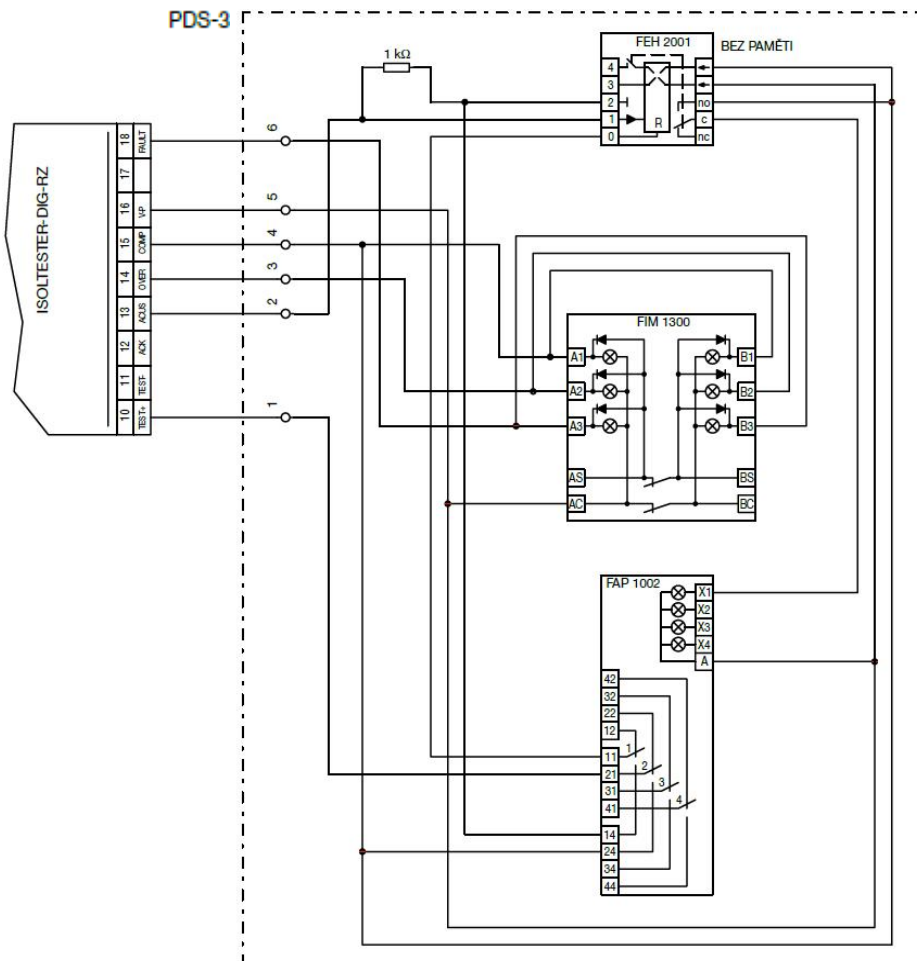 PDS-3
FEH 2001
BEZ PAMĚTI
1 kΩ
4
3
2
1
0
R
no
c
nc
ISOLTESTER-DIG-RZ
18 FAULT
17
16 V-P
15 COMP
14 OVER
13 ACUS
12 ACK
11 TEST-
10 TEST+
6
5
4
3
2
1
FIM 1300
A1
A2
A3
AS
AC
B1
B2
B3
BS
BC
FAP 1002
X1
X2
X3
X4
A
42
32
22
12
11
21
31
41
14
24
34
44
1
2
3
4